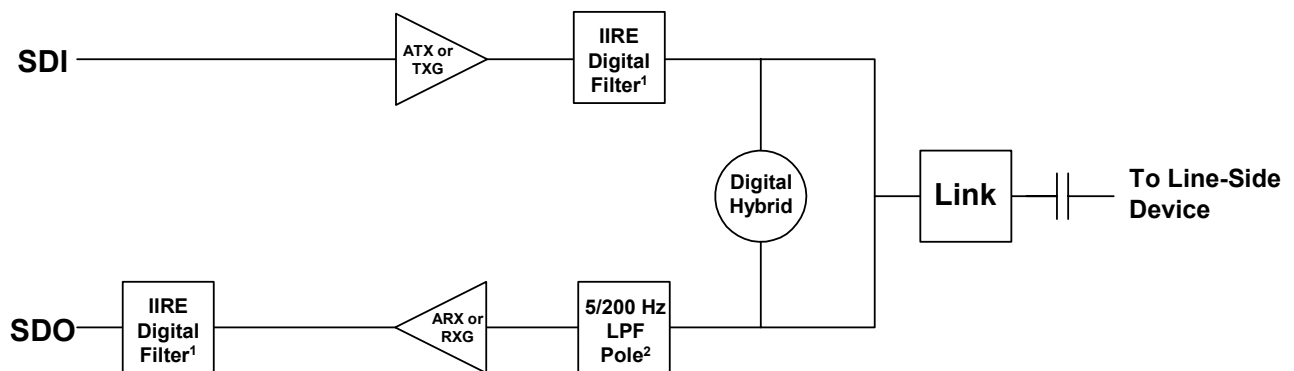 SDI
ATX or
TXG
IIRE
Digital
Filter¹
Digital
Hybrid
Link
To Line-Side
Device
SDO
IIRE
Digital
Filter¹
ARX or
RXG
5/200 Hz
LPF
Pole²